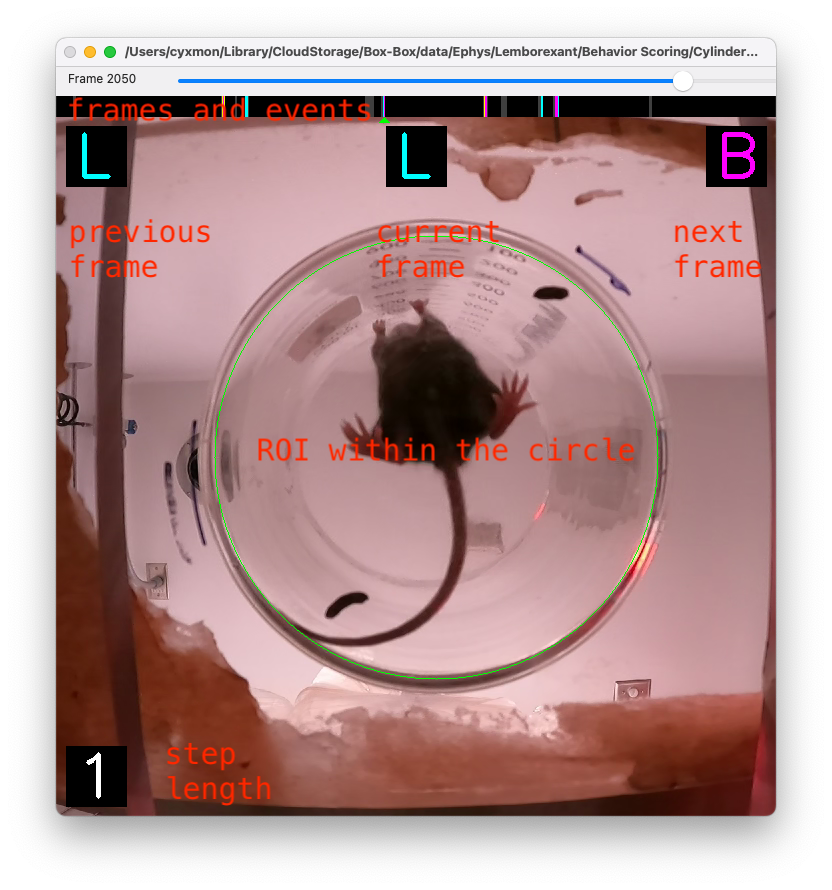 /Users/cyxmon/Library/CloudStorage/Box-Box/data/Ephys/Lemborexant/Behavior Scoring/Cylinder...
Frame 2050
frames and events
L L B
previous
frame
current
frame
next
frame
ROI within the circle
step
length
1